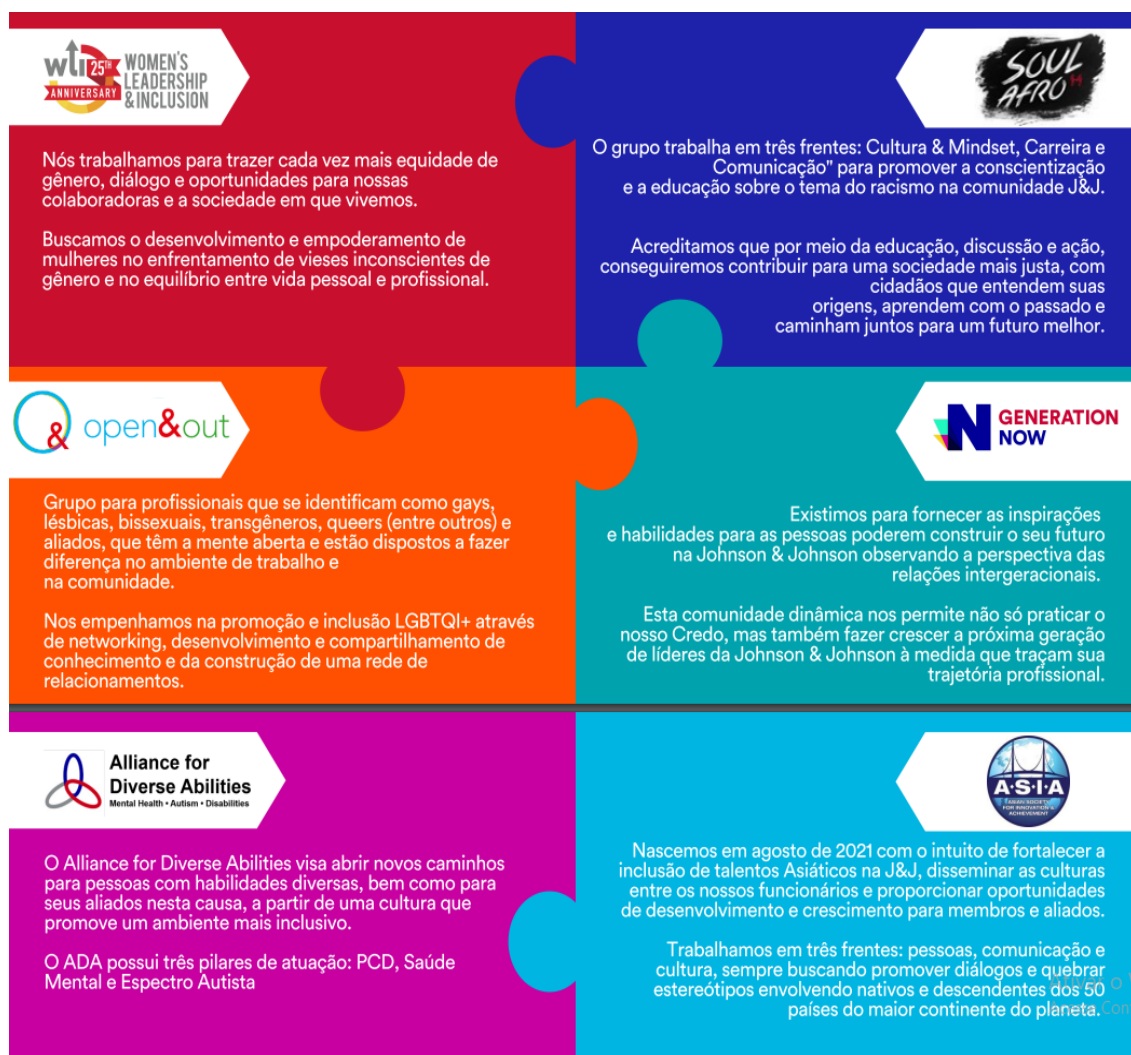 wli 25TH
ANNIVERSARY
WOMEN'S
LEADERSHIP
& INCLUSION
Nós trabalhamos para trazer cada vez mais equidade de
gênero, diálogo e oportunidades para nossas
colaboradoras e a sociedade em que vivemos.
Buscamos o desenvolvimento e empoderamento de
mulheres no enfrentamento de vieses inconscientes de
gênero e no equilíbrio entre vida pessoal e profissional.
SOUL
AFRO
O grupo trabalha em três frentes: Cultura & Mindset, Carreira e
Comunicação" para promover a conscientização
e a educação sobre o tema do racismo na comunidade J&J.
Acreditamos que por meio da educação, discussão e ação,
conseguiremos contribuir para uma sociedade mais justa, com
cidadãos que entendem suas
origens, aprendem com o passado e
caminham juntos para um futuro melhor.
O& open&out
Grupo para profissionais que se identificam como gays,
lésbicas, bissexuais, transgêneros, queers (entre outros) e
aliados, que têm a mente aberta e estão dispostos a fazer
diferença no ambiente de trabalho e
na comunidade.
Nos empenhamos na promoção e inclusão LGBTQI+ através
de networking, desenvolvimento e compartilhamento de
conhecimento e da construção de uma rede de
relacionamentos.
N GENERATION
NOW
Existimos para fornecer as inspirações
e habilidades para as pessoas poderem construir o seu futuro
na Johnson & Johnson observando a perspectiva das
relações intergeracionais.
Esta comunidade dinâmica nos permite não só praticar o
nosso Credo, mas também fazer crescer a próxima geração
de líderes da Johnson & Johnson à medida que traçam sua
trajetória profissional.
Alliance for
Diverse Abilities
Mental Health • Autism • Disabilities
O Alliance for Diverse Abilities visa abrir novos caminhos
para pessoas com habilidades diversas, bem como para
seus aliados nesta causa, a partir de uma cultura que
promove um ambiente mais inclusivo.
O ADA possui três pilares de atuação: PCD, Saúde
Mental e Espectro Autista
A·S·I·A
ASIAN SOCIETY
FOR INNOVATION &
ACHIEVEMENT
Nascemos em agosto de 2021 com o intuito de fortalecer a
inclusão de talentos Asiáticos na J&J, disseminar as culturas
entre os nossos funcionários e proporcionar oportunidades
de desenvolvimento e crescimento para membros e aliados.
Trabalhamos em três frentes: pessoas, comunicação e
cultura, sempre buscando promover diálogos e quebrar
estereótipos envolvendo nativos e descendentes dos 50
países do maior continente do planeta.